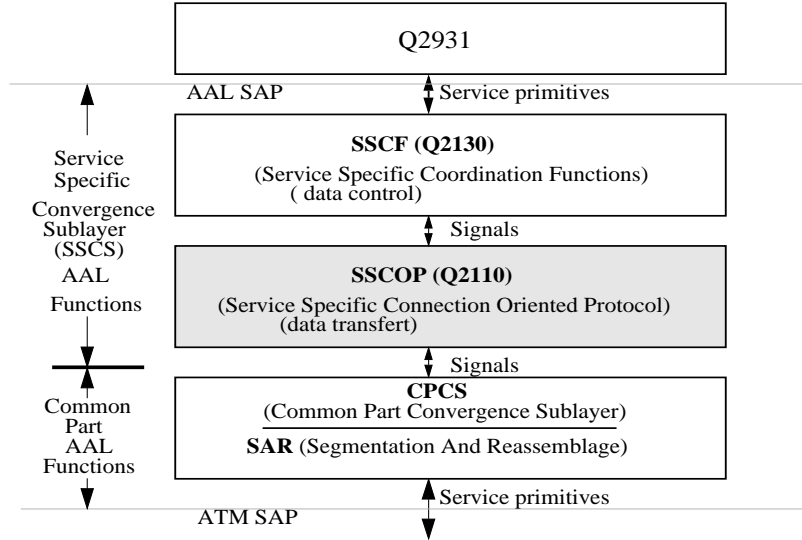 Q2931
AAL SAP
Service primitives
SSCF (Q2130)
(Service Specific Coordination Functions)
( data control)
Service
Specific
Convergence
Sublayer
(SSCS)
AAL
Functions
Signals
SSCOP (Q2110)
(Service Specific Connection Oriented Protocol)
(data transfert)
Signals
CPCS
(Common Part Convergence Sublayer)
SAR (Segmentation And Reassemblage)
Common
Part
AAL
Functions
Service primitives
ATM SAP